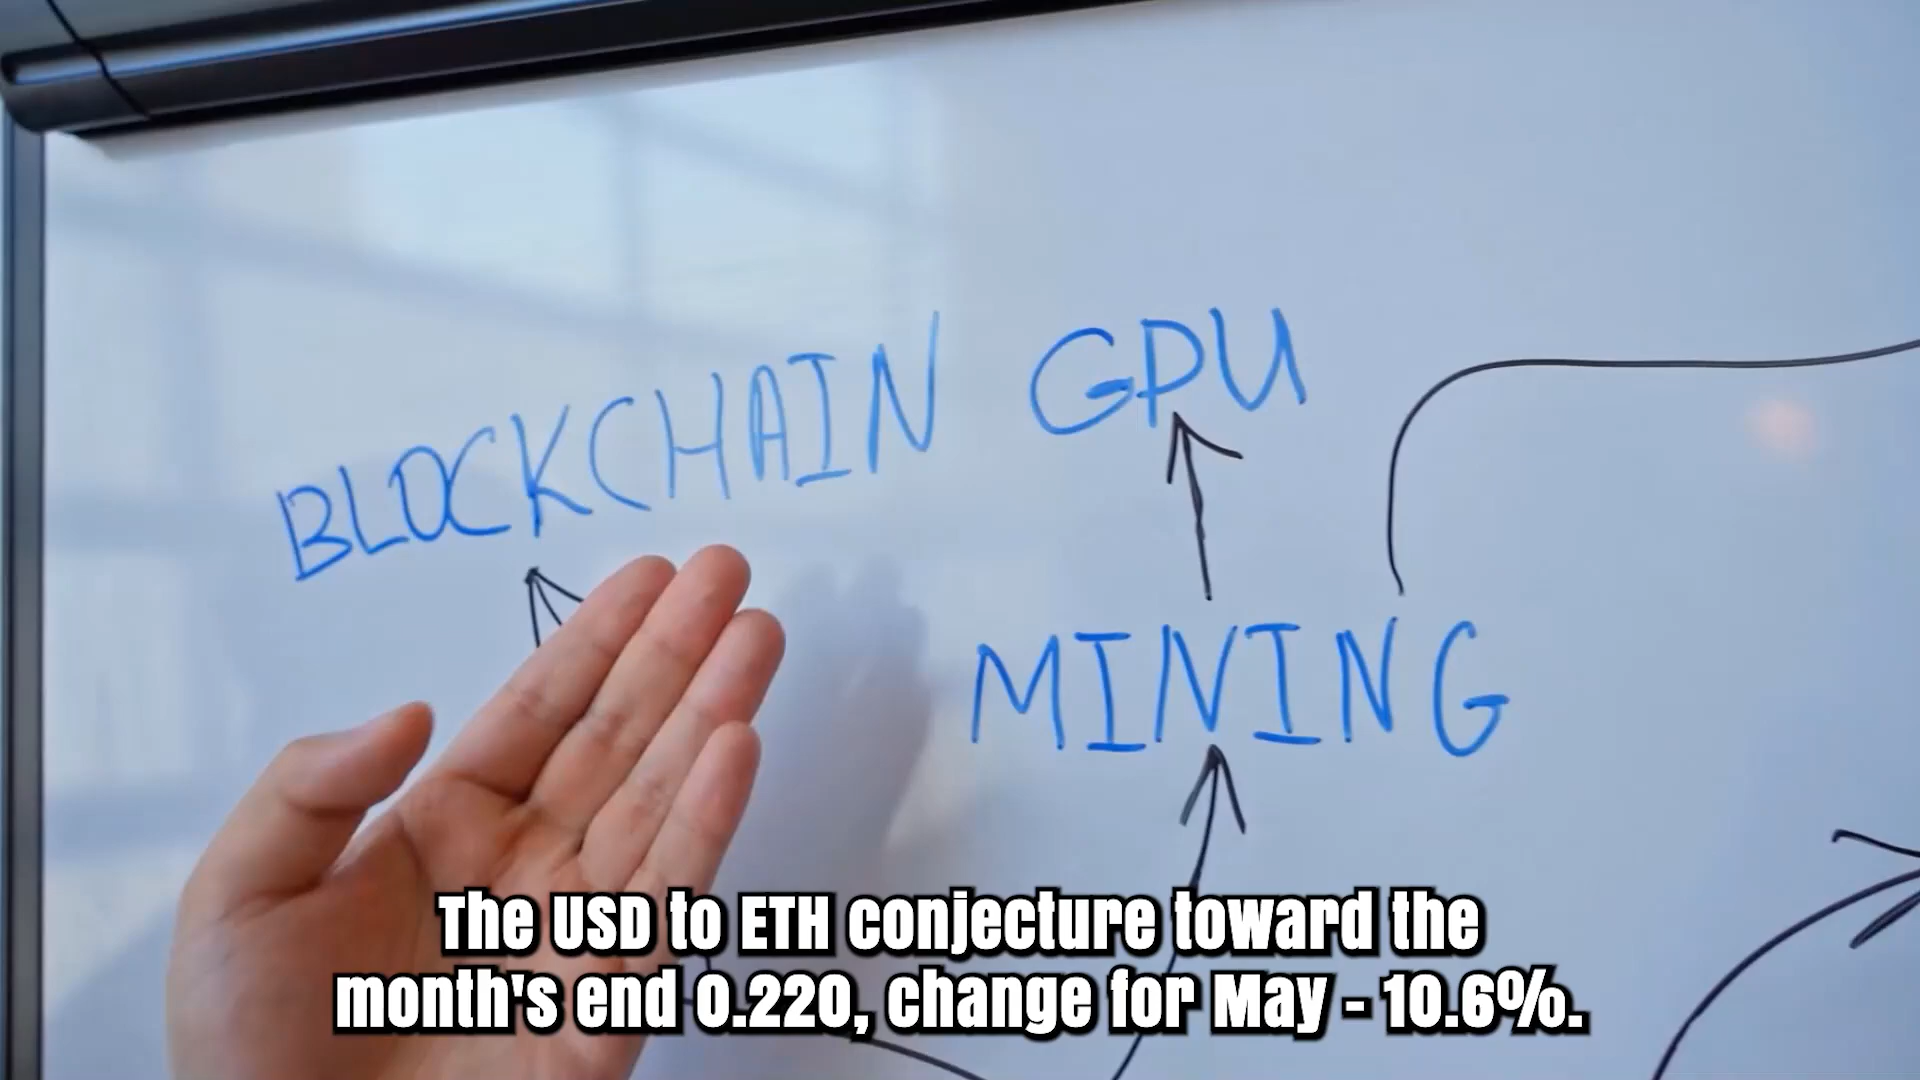 BLOCKCHAIN GPU
MINING
The USD to ETH conjecture toward the
month's end 0.220, change for May - 10.6%.